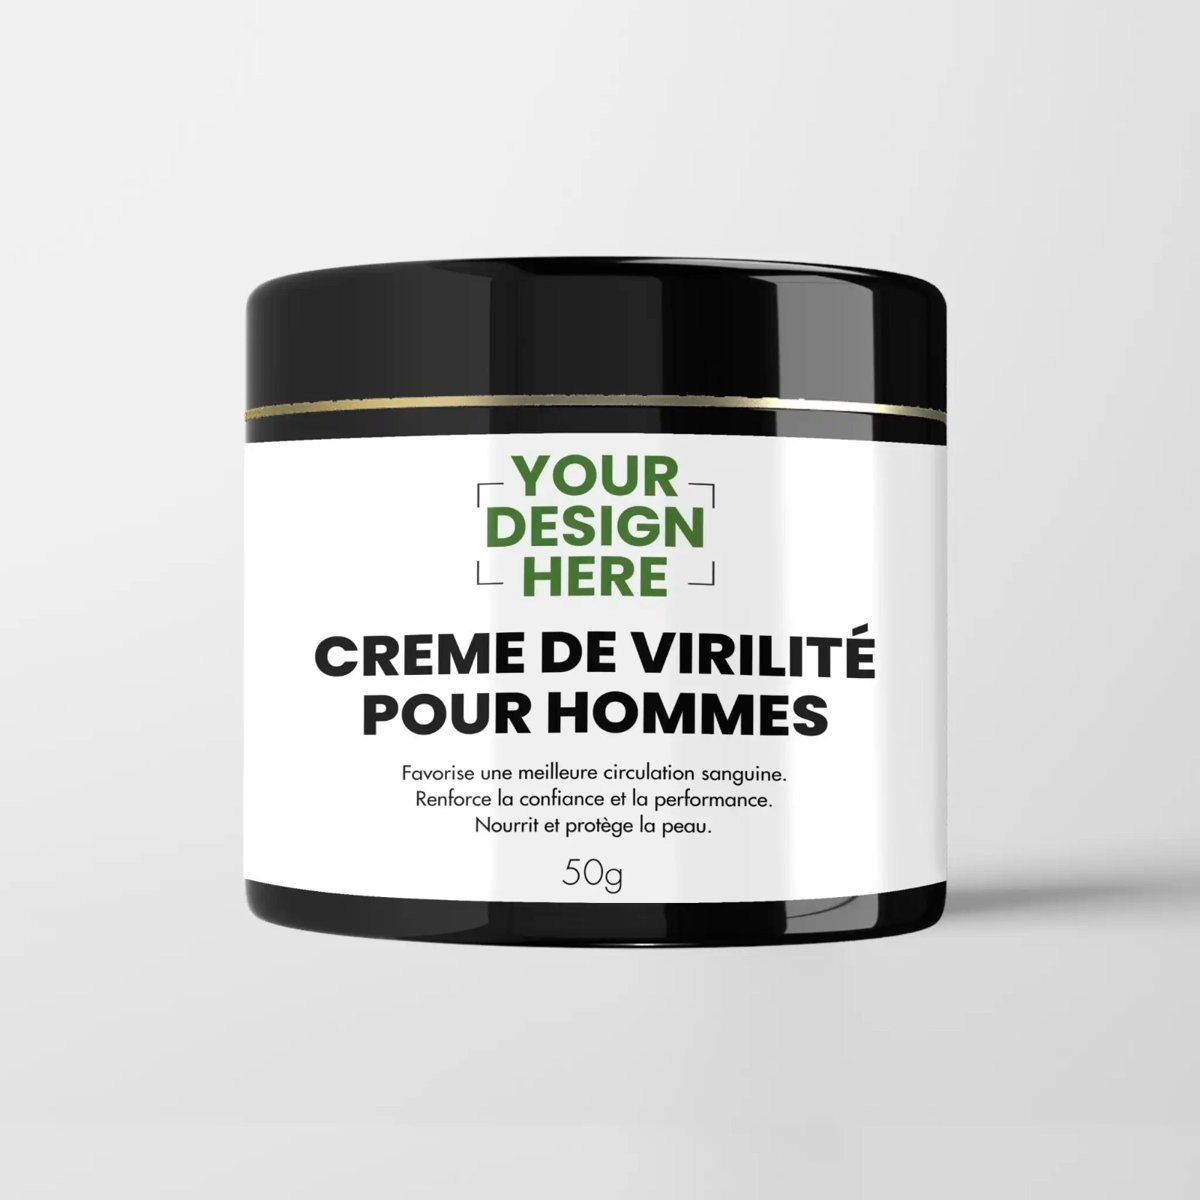 YOUR
DESIGN
HERE
CREME DE VIRILITÉ
POUR HOMMES
Favorise une meilleure circulation sanguine.
Renforce la confiance et la performance.
Nourrit et protège la peau.
50g